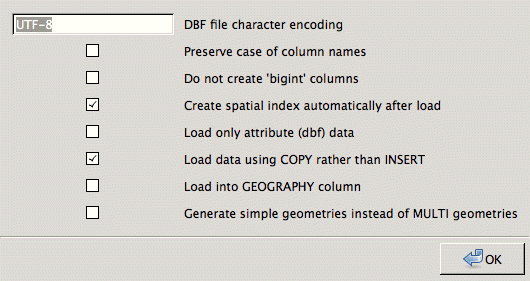 UTF-8 DBF file character encoding
Preserve case of column names
Do not create 'bigint' columns
Create spatial index automatically after load
Load only attribute (dbf) data
Load data using COPY rather than INSERT
Load into GEOGRAPHY column
Generate simple geometries instead of MULTI geometries
OK